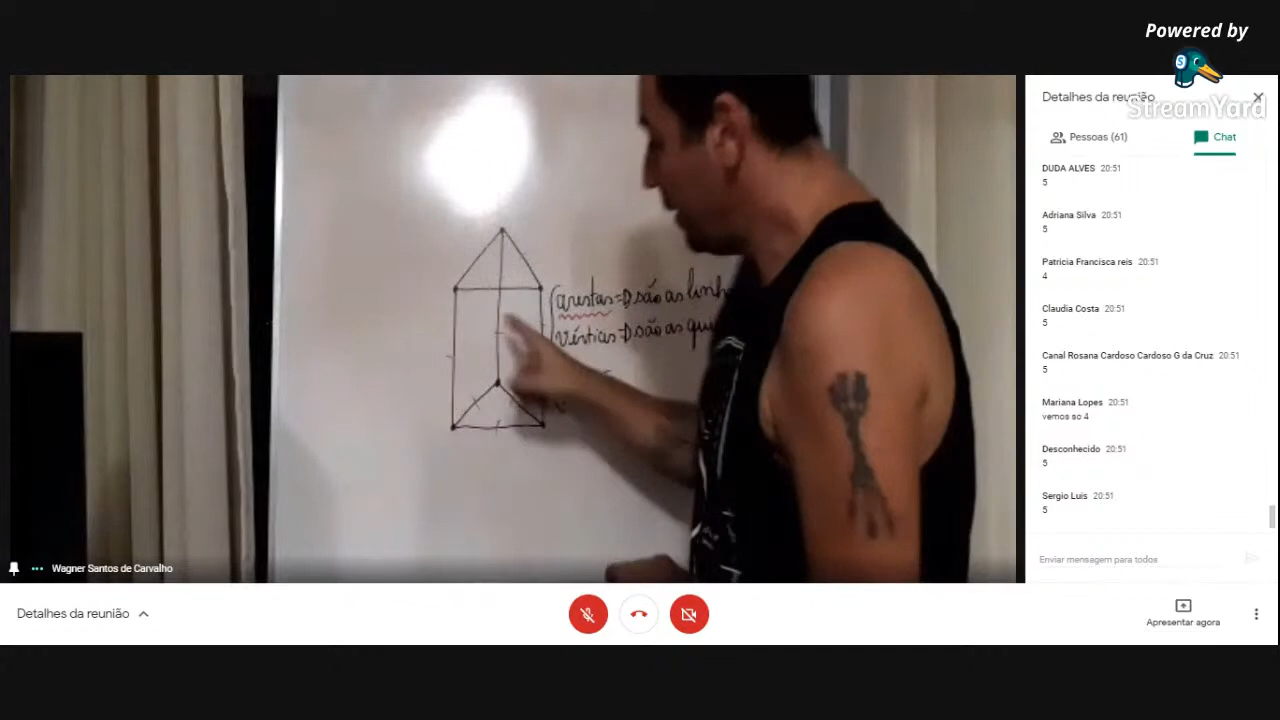 Powered by
StreamYard
Detalhes da reunião
Pessoas (61)
Chat
DUDA ALVES 20:51
5
Adriana Silva 20:51
5
Patricia Francisca reis 20:51
4
Claudia Costa 20:51
5
Canal Rosana Cardoso Cardoso G da Cruz 20:51
5
Mariana Lopes 20:51
vemos so 4
Desconhecido 20:51
5
Sergio Luis 20:51
5
Enviar mensagem para todos
arestas => são as linh
vértices => são as qui
Wagner Santos de Carvalho
Detalhes da reunião
Apresentar agora